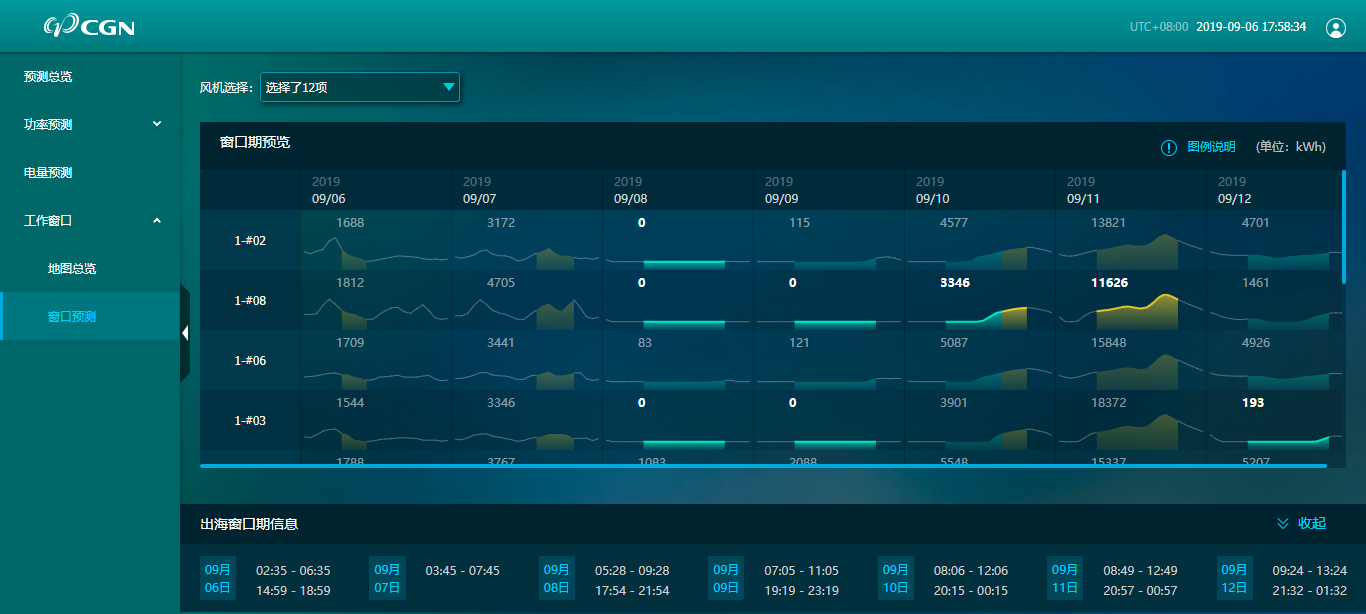 CGN
UTC+08:00 2019-09-06 17:58:34
预测总览
功率预测
电量预测
工作窗口
地图总览
窗口预测
风机选择： 选择了12项
窗口期预览
图例说明 (单位：kWh)
2019 2019 2019 2019 2019 2019 2019
09/06 09/07 09/08 09/09 09/10 09/11 09/12
1688 3172 0 115 4577 13821 4701
1-#02
1812 4705 0 0 3346 11626 1461
1-#08
1709 3441 83 121 5087 15848 4926
1-#06
1544 3346 0 0 3901 18372 193
1-#03
1788 3767 1083 2088 5548 15337 5207
出海窗口期信息 收起
09月 02:35 - 06:35 09月 03:45 - 07:45 09月 05:28 - 09:28 09月 07:05 - 11:05 09月 08:06 - 12:06 09月 08:49 - 12:49 09月 09:24 - 13:24
06日 14:59 - 18:59 07日 08日 17:54 - 21:54 09日 19:19 - 23:19 10日 20:15 - 00:15 11日 20:57 - 00:57 12日 21:32 - 01:32